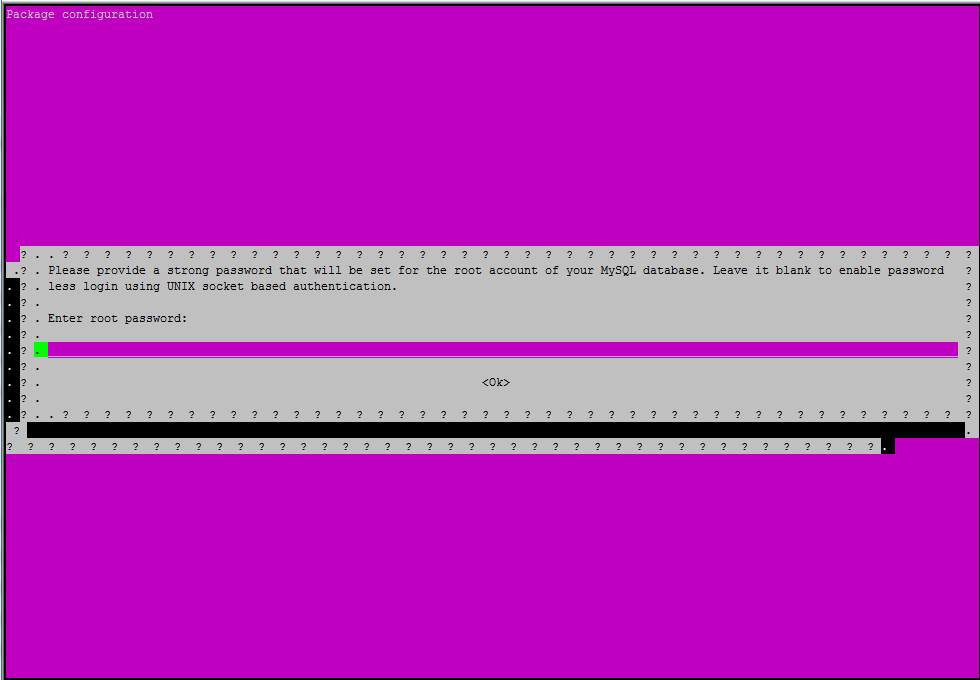 Package configuration
? . . ? ? ? ? ? ? ? ? ? ? ? ? ? ? ? ? ? ? ? ? ? ? ? ? ? ? ? ? ? ? ? ? ? ? ? ? ? ? ? ? ? ? ? ?
. ? . Please provide a strong password that will be set for the root account of your MySQL database. Leave it blank to enable password ?
. ? . less login using UNIX socket based authentication. ?
. ? . ?
. ? . Enter root password: ?
. ? . ?
. ? . ?
. ? . ?
. ? . <Ok> ?
. ? . ?
. ? . . ? ? ? ? ? ? ? ? ? ? ? ? ? ? ? ? ? ? ? ? ? ? ? ? ? ? ? ? ? ? ? ? ? ? ? ? ? ? ? ? ? ? ? ?
? .
? ? ? ? ? ? ? ? ? ? ? ? ? ? ? ? ? ? ? ? ? ? ? ? ? ? ? ? ? ? ? ? ? ? ? ? ? ? ? ? ? ? .